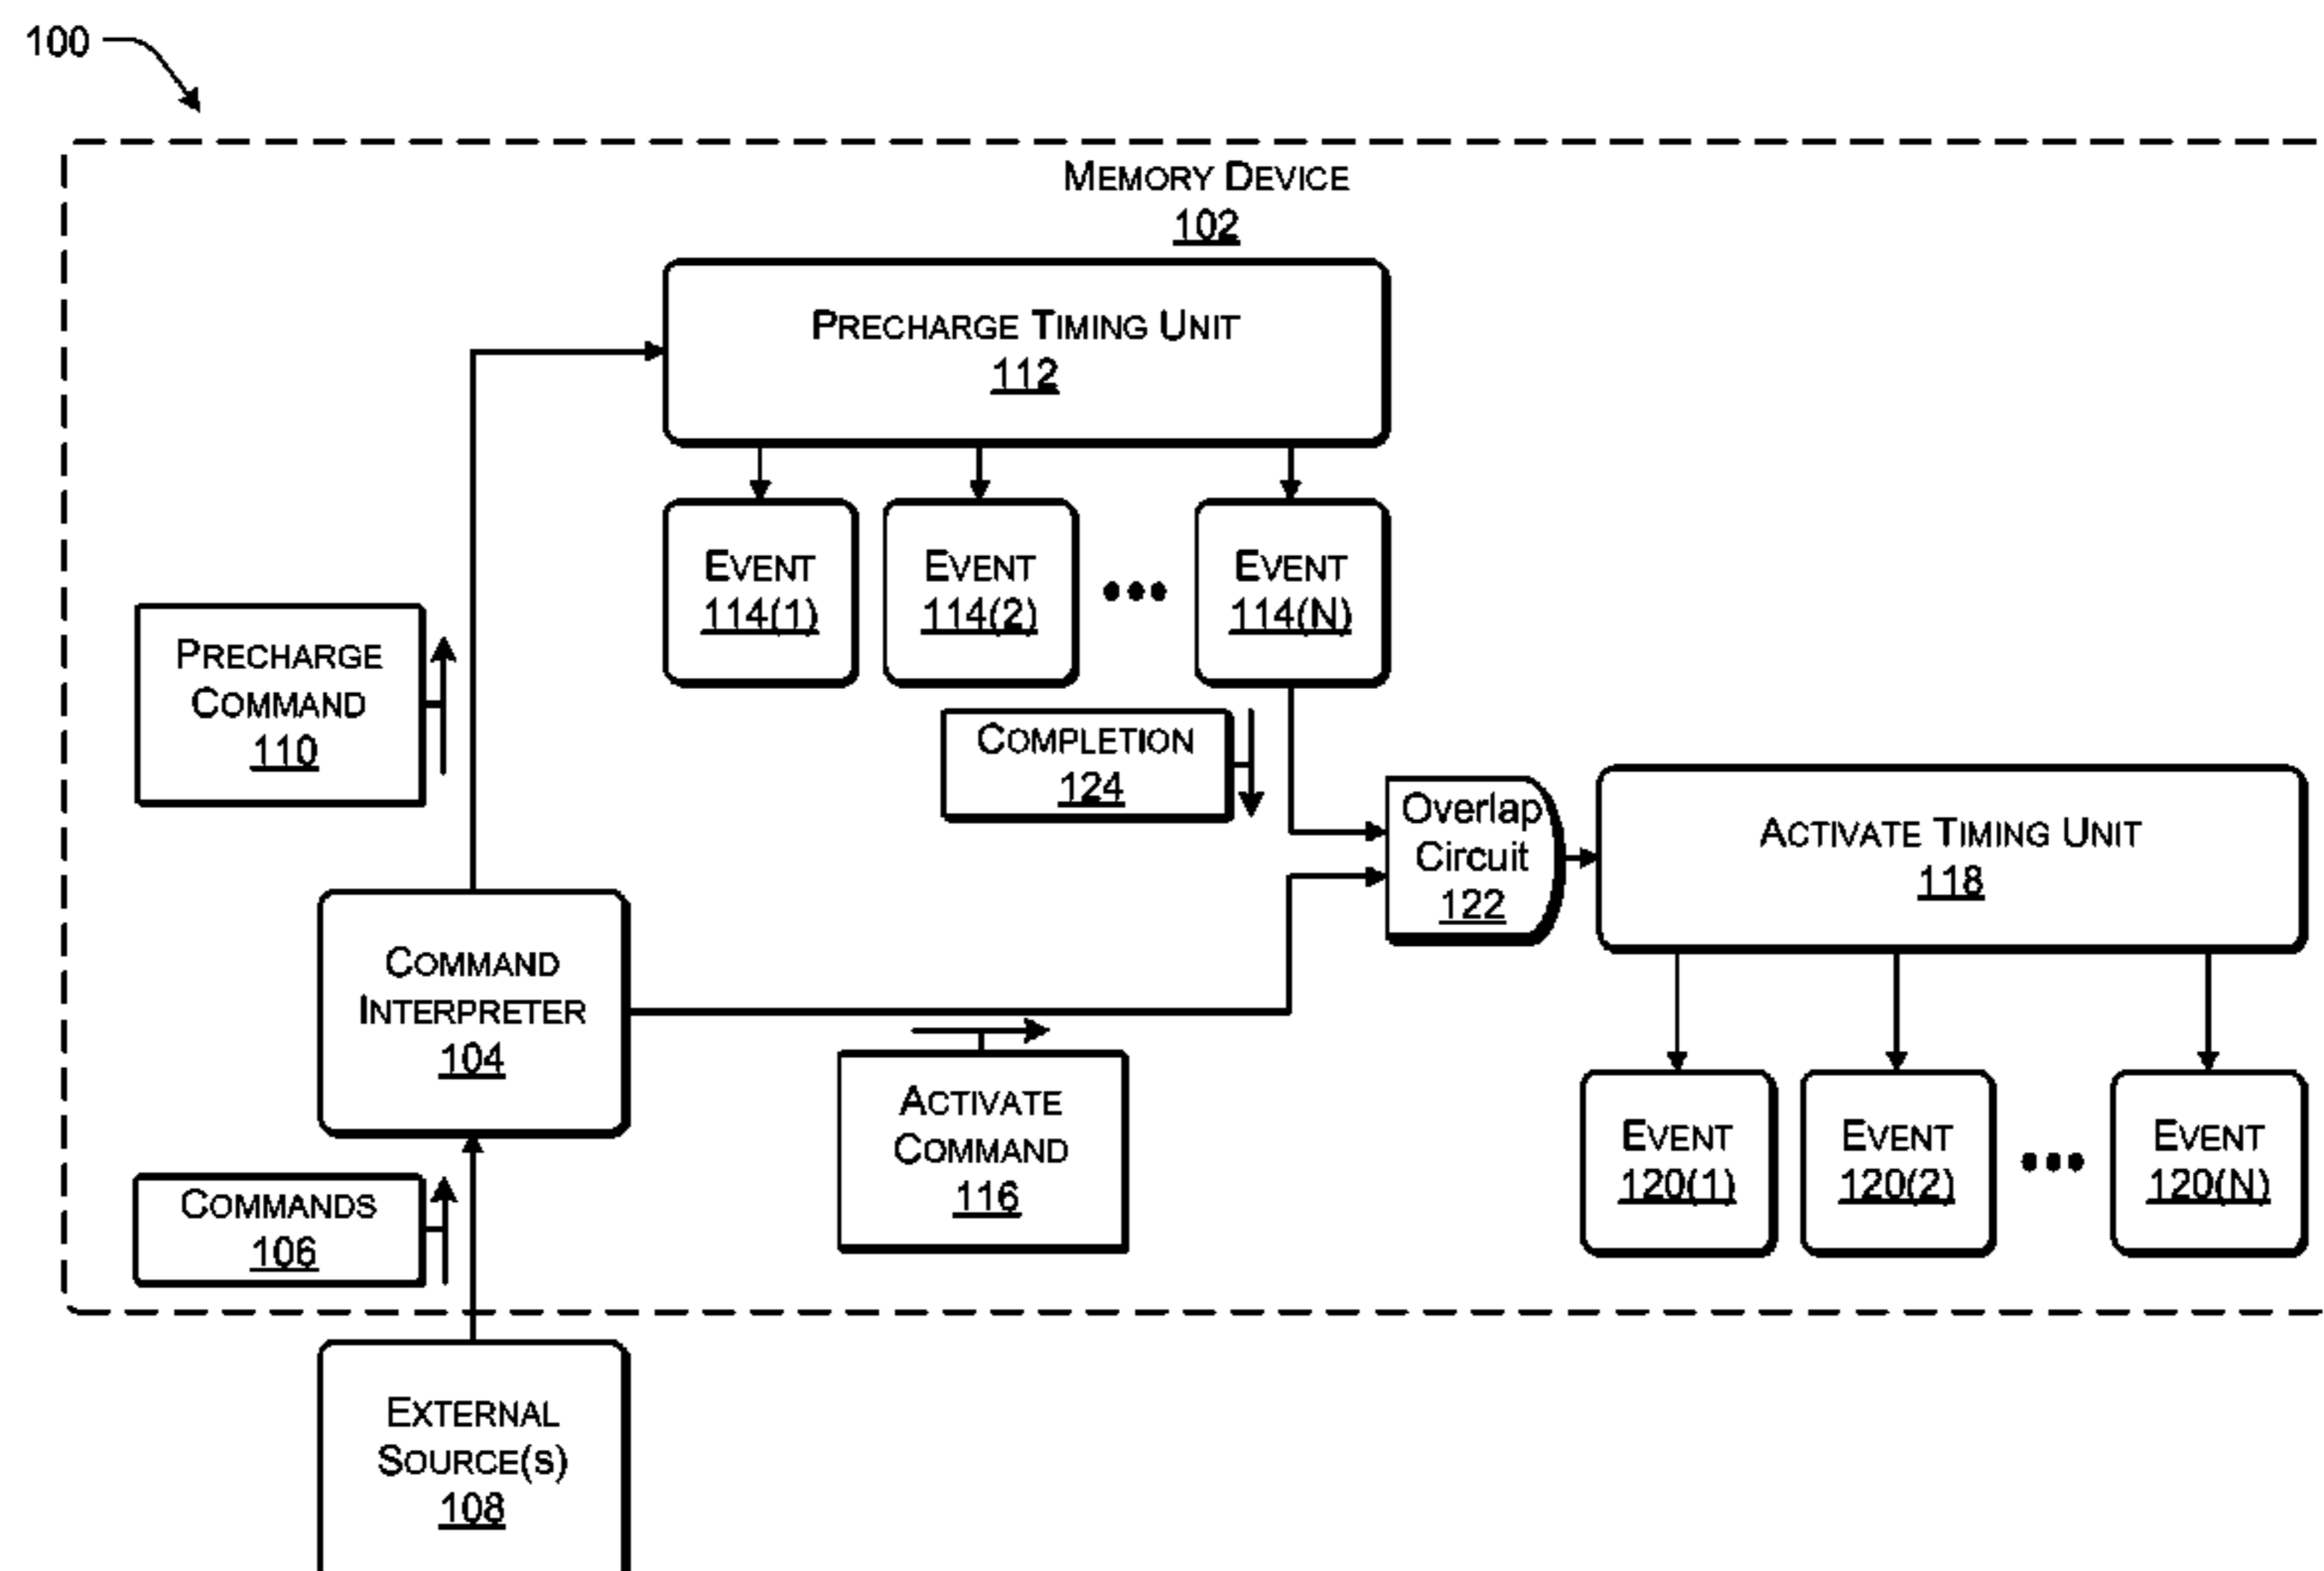 100
MEMORY DEVICE
102
PRECHARGE TIMING UNIT
112
EVENT
114(1)
EVENT
114(2)
•••
EVENT
114(N)
PRECHARGE
COMMAND
110
COMPLETION
124
Overlap
Circuit
122
ACTIVATE TIMING UNIT
118
COMMAND
INTERPRETER
104
ACTIVATE
COMMAND
116
EVENT
120(1)
EVENT
120(2)
•••
EVENT
120(N)
COMMANDS
106
EXTERNAL
SOURCE(S)
108